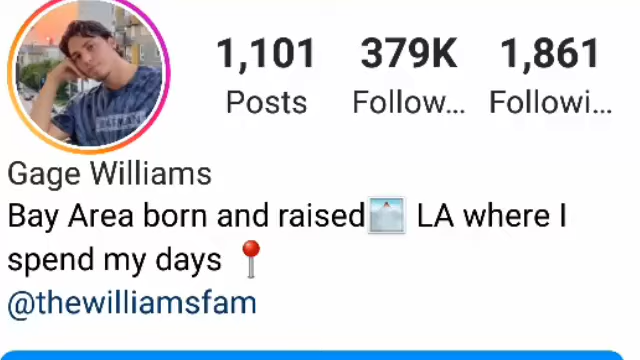 1,101 379K 1,861
Posts Follow... Followi...
Gage Williams
Bay Area born and raised🌁 LA where I
spend my days 📍
@thewilliamsfam